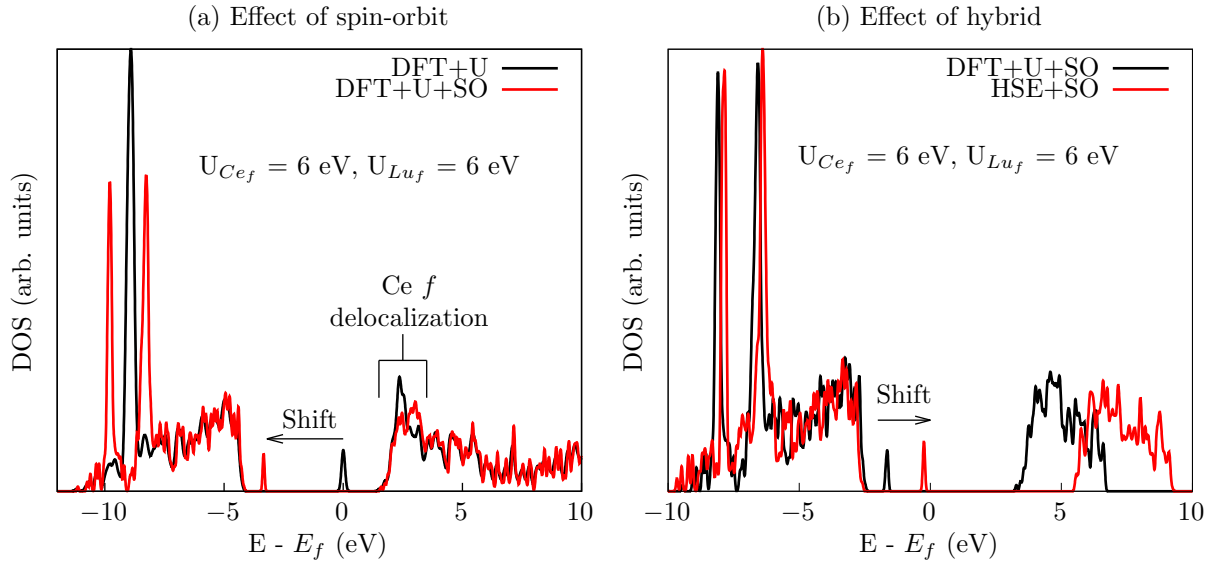 (a) Effect of spin-orbit
DFT+U
DFT+U+SO
U_{Ce_f} = 6 eV, U_{Lu_f} = 6 eV
Ce f
delocalization
Shift
DOS (arb. units)
−10 −5 0 5 10
E - E_f (eV)
(b) Effect of hybrid
DFT+U+SO
HSE+SO
U_{Ce_f} = 6 eV, U_{Lu_f} = 6 eV
Shift
DOS (arb. units)
−10 −5 0 5 10
E - E_f (eV)